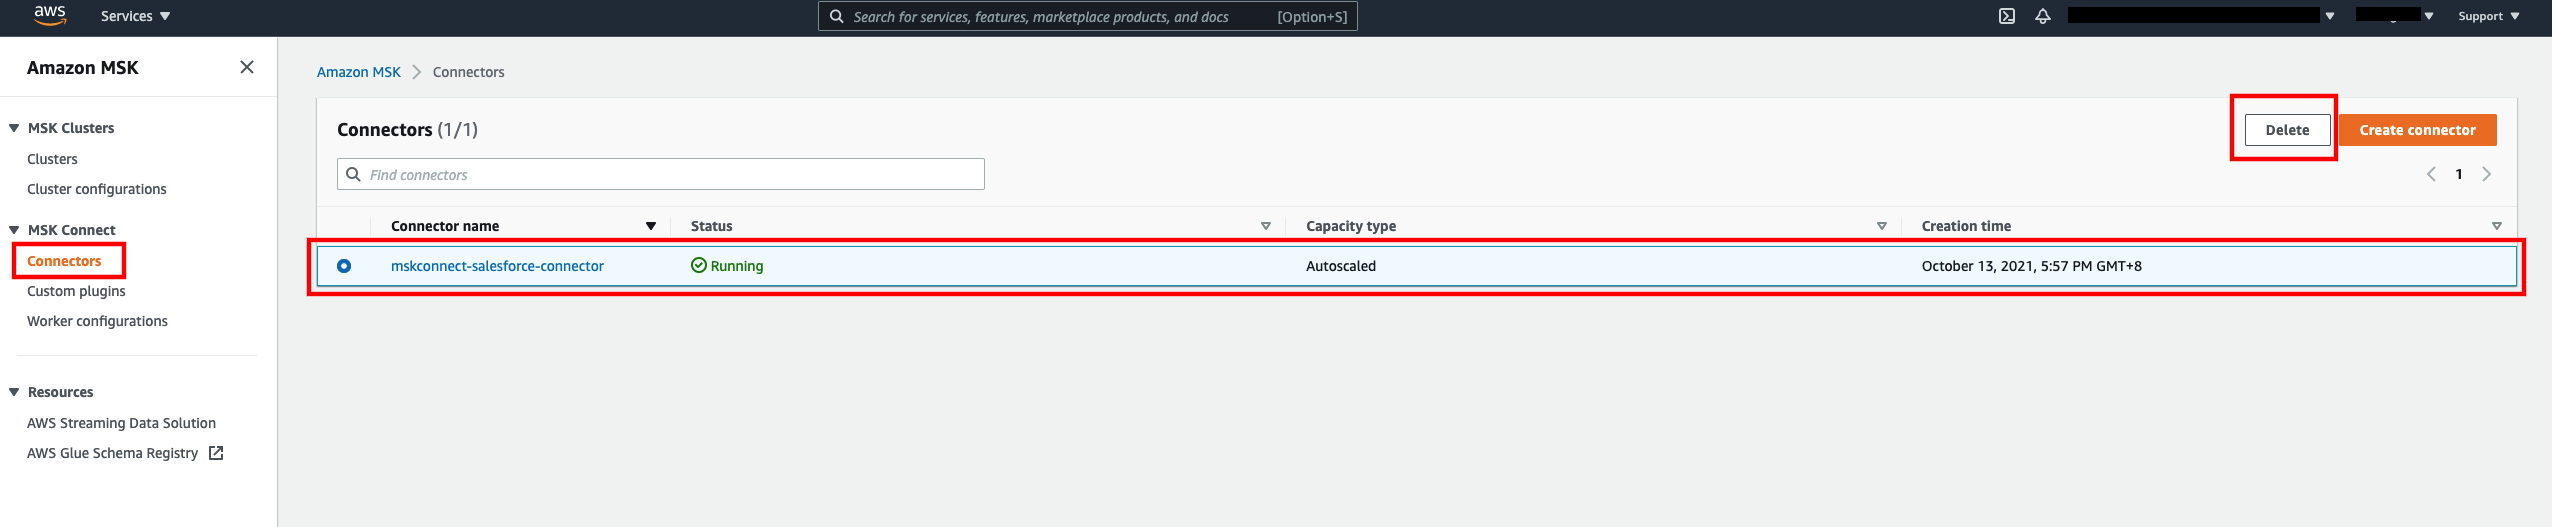 aws Services Search for services, features, marketplace products, and docs [Option+S] Support
Amazon MSK
MSK Clusters
Clusters
Cluster configurations
MSK Connect
Connectors
Custom plugins
Worker configurations
Resources
AWS Streaming Data Solution
AWS Glue Schema Registry
Amazon MSK Connectors
Connectors (1/1) Delete Create connector
Find connectors 1
Connector name Status Capacity type Creation time
mskconnect-salesforce-connector Running Autoscaled October 13, 2021, 5:57 PM GMT+8